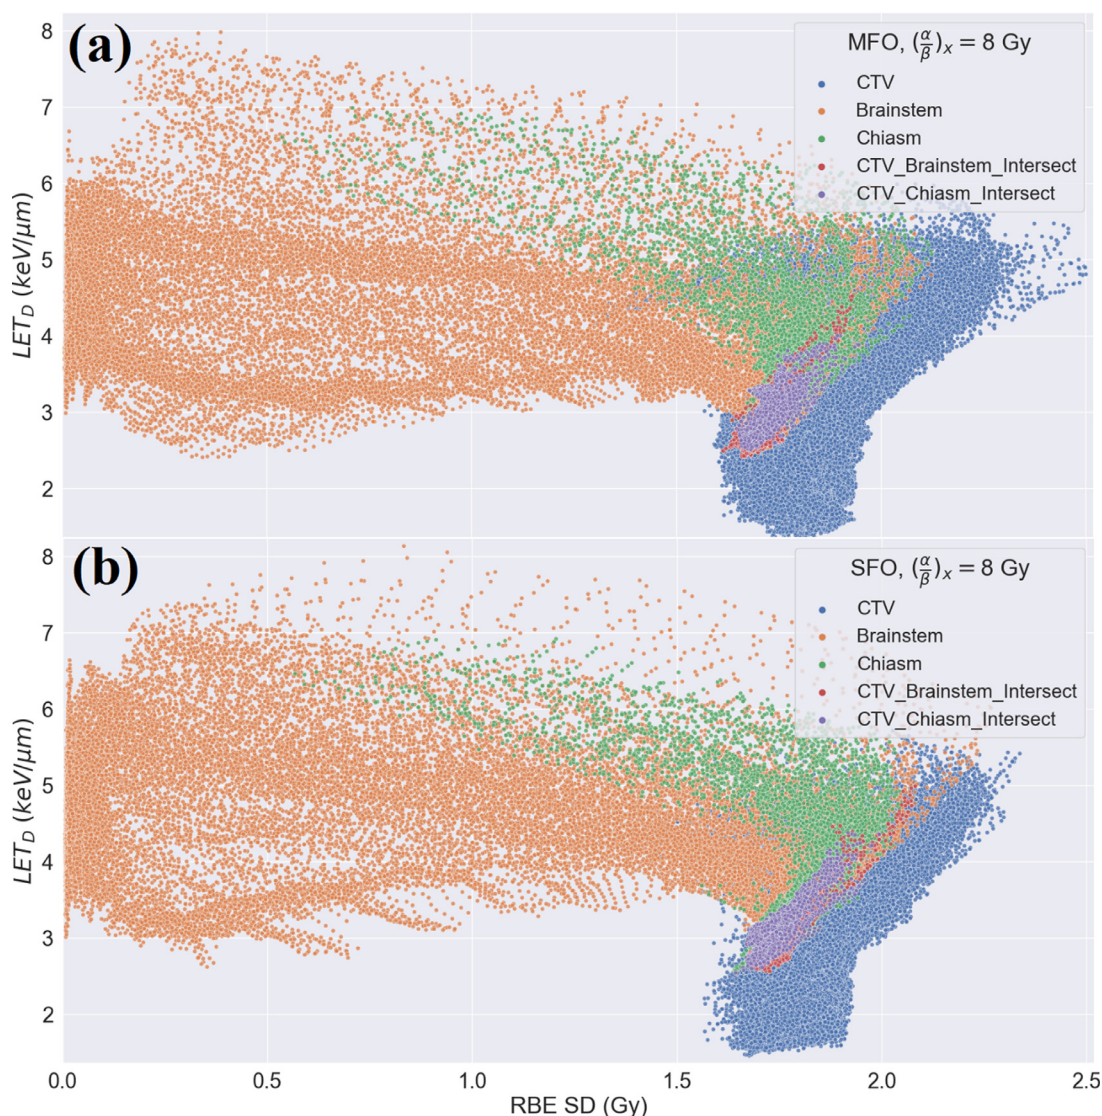 (a)
MFO, (α/β)ₓ = 8 Gy
CTV
Brainstem
Chiasm
CTV_Brainstem_Intersect
CTV_Chiasm_Intersect
8
7
6
5
4
3
2
LET_D (keV/μm)
(b)
SFO, (α/β)ₓ = 8 Gy
CTV
Brainstem
Chiasm
CTV_Brainstem_Intersect
CTV_Chiasm_Intersect
8
7
6
5
4
3
2
LET_D (keV/μm)
0.0 0.5 1.0 1.5 2.0 2.5
RBE SD (Gy)